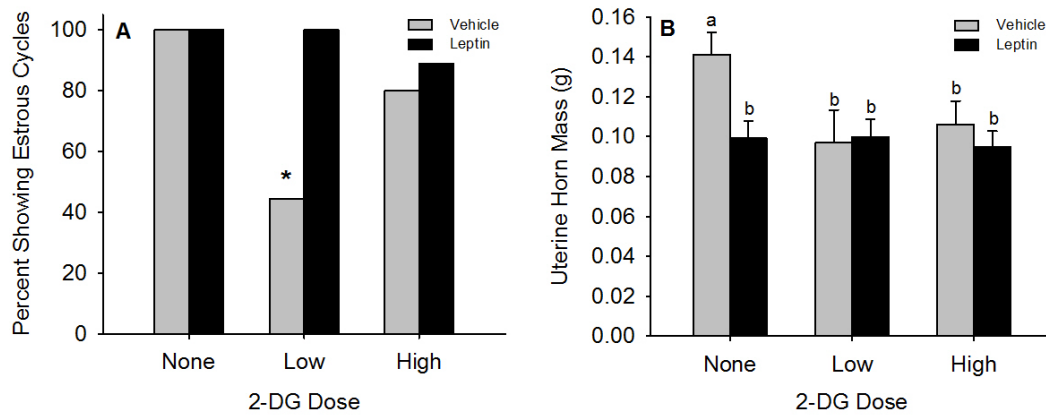 A
Vehicle
Leptin
Percent Showing Estrous Cycles
100
80
60
40
20
0
*
None
Low
High
2-DG Dose
B
Vehicle
Leptin
Uterine Horn Mass (g)
0.16
0.14
0.12
0.10
0.08
0.06
0.04
0.02
0.00
a
b
b
b
b
b
None
Low
High
2-DG Dose